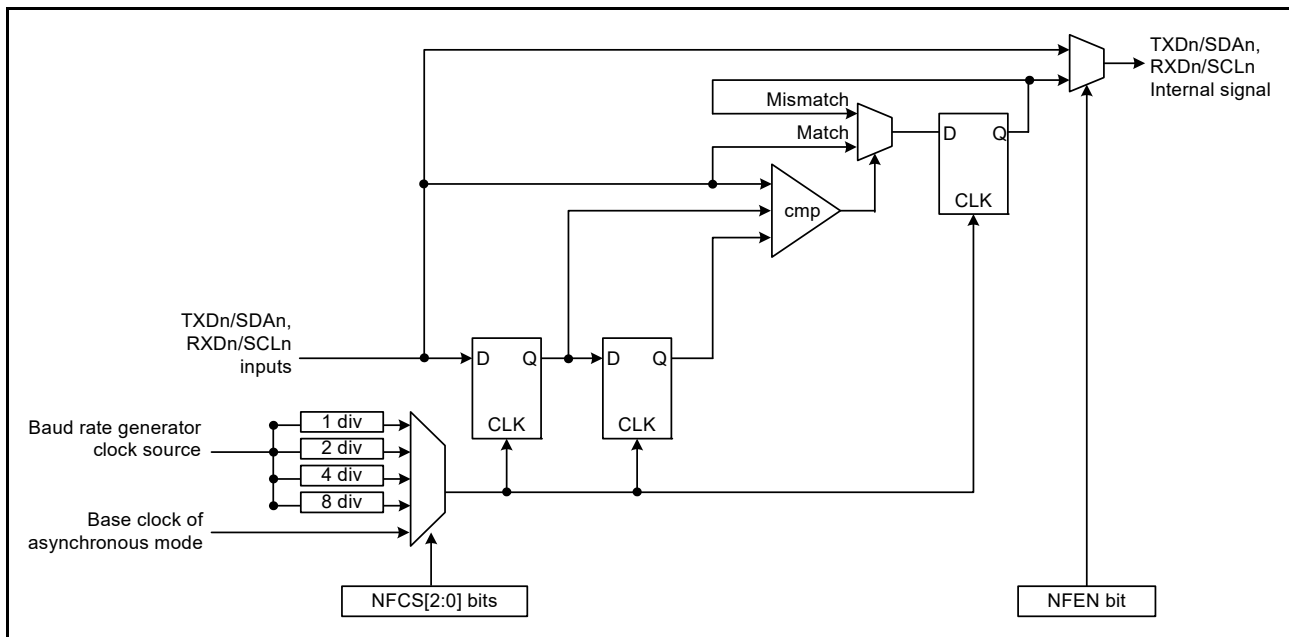 TXDn/SDAn,
RXDn/SCLn
Internal signal
Mismatch
Match
D
Q
CLK
cmp
TXDn/SDAn,
RXDn/SCLn
inputs
D
Q
CLK
D
Q
CLK
Baud rate generator
clock source
1 div
2 div
4 div
8 div
Base clock of
asynchronous mode
NFCS[2:0] bits
NFEN bit